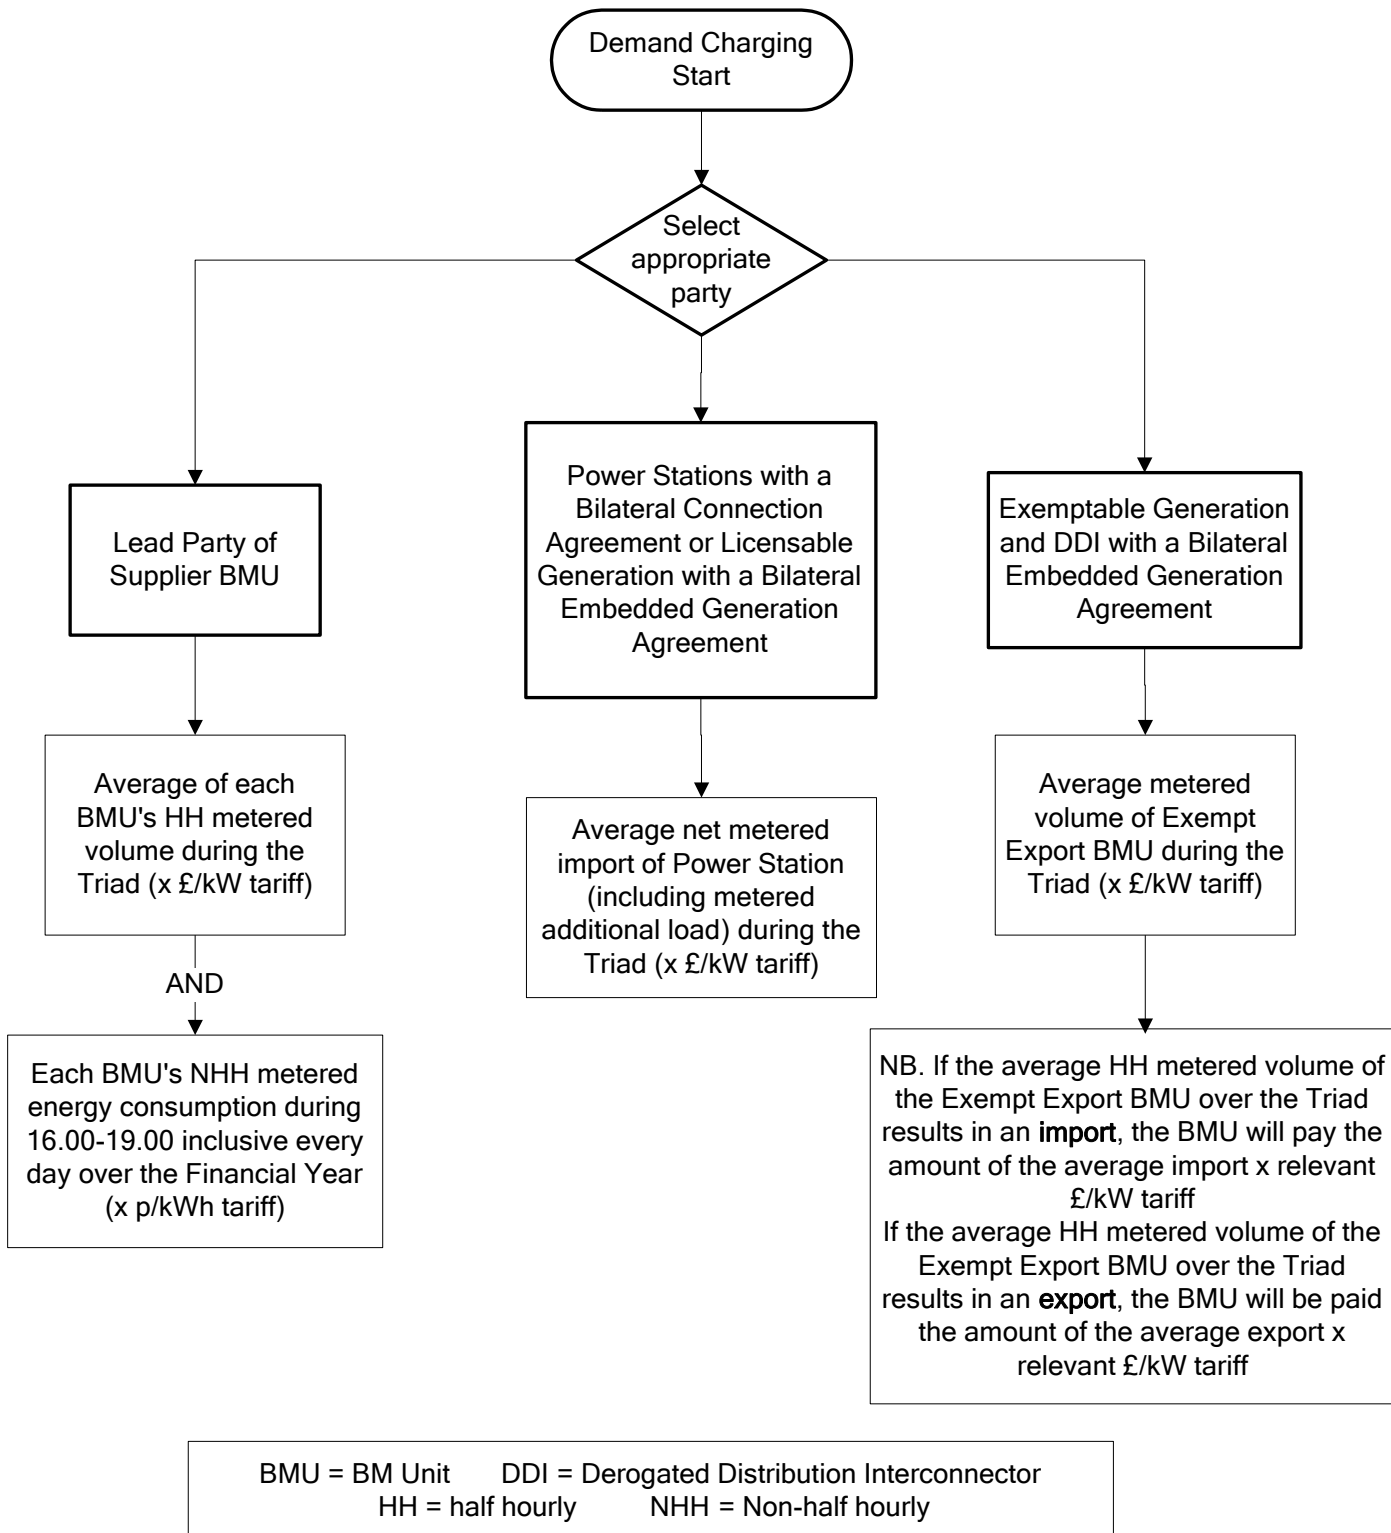 Demand Charging
Start
Select
appropriate
party
Lead Party of
Supplier BMU
Power Stations with a
Bilateral Connection
Agreement or Licensable
Generation with a Bilateral
Embedded Generation
Agreement
Exemptable Generation
and DDI with a Bilateral
Embedded Generation
Agreement
Average of each
BMU's HH metered
volume during the
Triad (x £/kW tariff)
AND
Each BMU's NHH metered
energy consumption during
16.00-19.00 inclusive every
day over the Financial Year
(x p/kWh tariff)
Average net metered
import of Power Station
(including metered
additional load) during the
Triad (x £/kW tariff)
Average metered
volume of Exempt
Export BMU during the
Triad (x £/kW tariff)
NB. If the average HH metered volume of
the Exempt Export BMU over the Triad
results in an import, the BMU will pay the
amount of the average import x relevant
£/kW tariff
If the average HH metered volume of the
Exempt Export BMU over the Triad
results in an export, the BMU will be paid
the amount of the average export x
relevant £/kW tariff
BMU = BM Unit DDI = Derogated Distribution Interconnector
HH = half hourly NHH = Non-half hourly